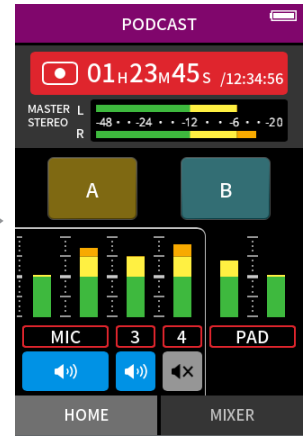 PODCAST
01H23M45S /12:34:56
MASTER L
STEREO
-48 • • -24 • • -12 • • -6 • • -20
R
A B
MIC 3 4 PAD
HOME MIXER